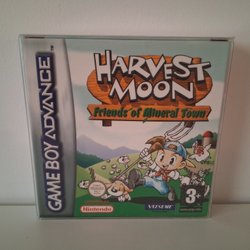 GAME BOY ADVANCE
HARVEST
MOON
Friends of Mineral Town
Nintendo
NATSUME
3+